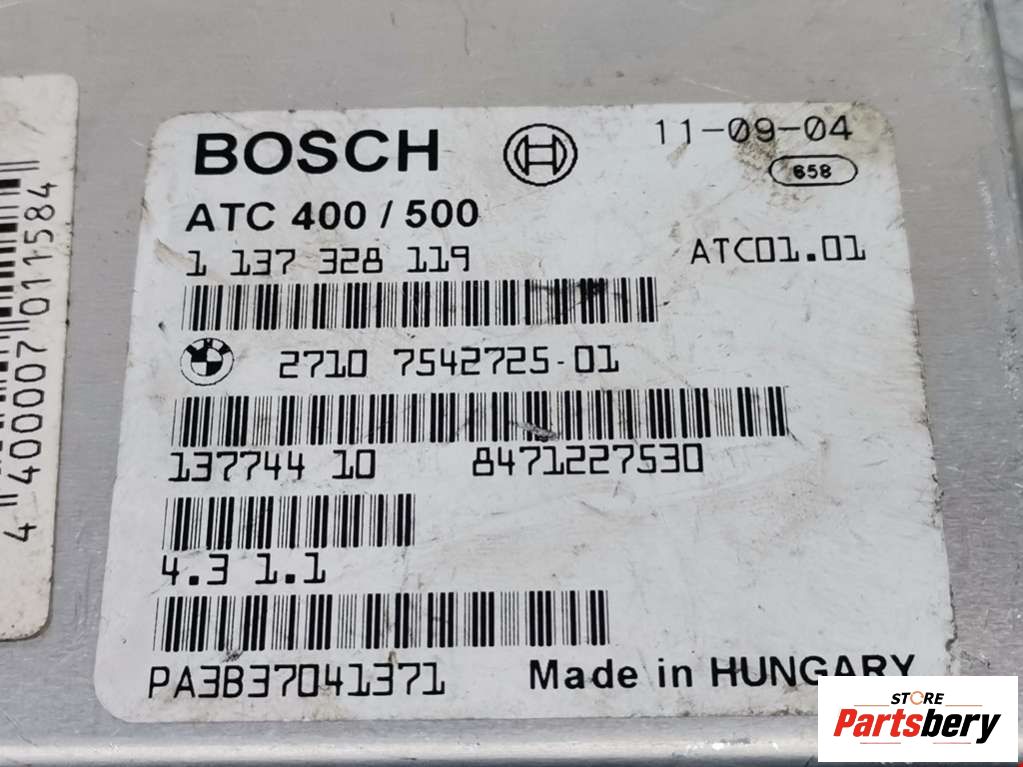 BOSCH
11-09-04
658
ATC 400 / 500
1 137 328 119
ATC01.01
2710 7542725-01
137744 10 8471227530
4.3 1.1
PA3B37041371
Made in HUNGARY
4 400007 011584
STORE
Partsbery